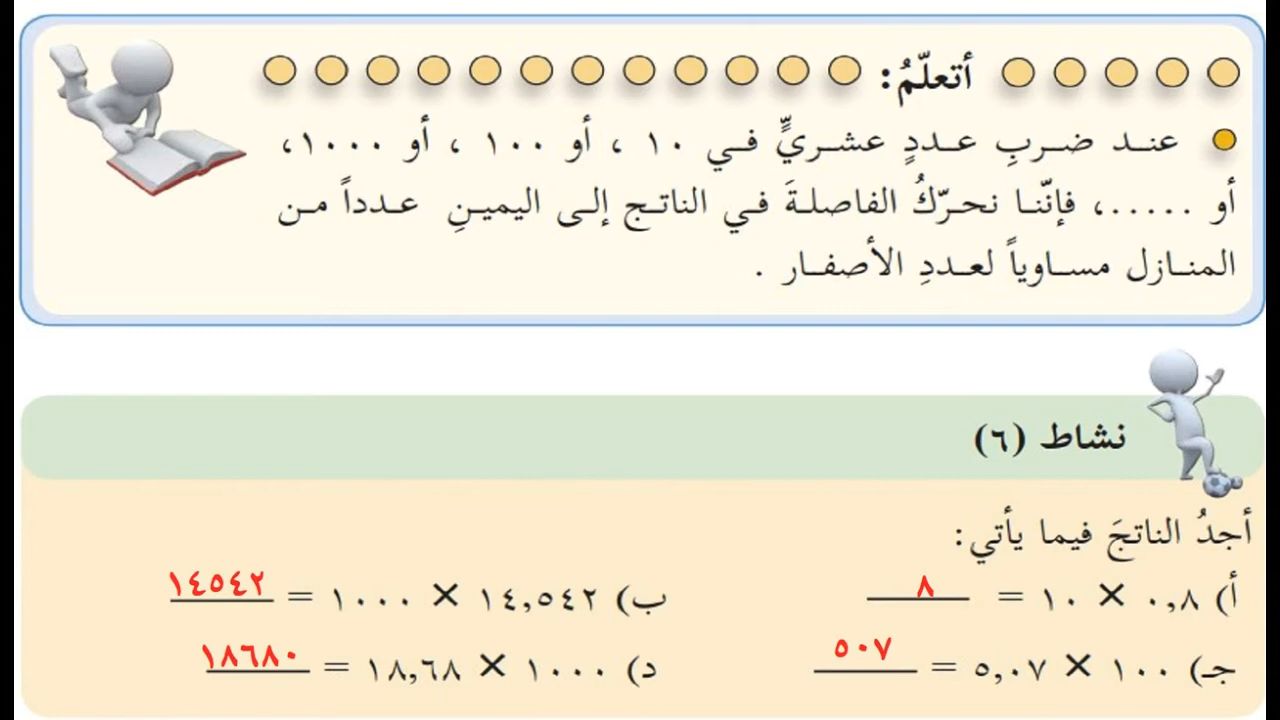 أتعلّمُ:
عند ضربِ عددٍ عشريٍّ في ١٠ ، أو ١٠٠ ، أو ١٠٠٠،
أو .....، فإنّنا نحرّكُ الفاصلةَ في الناتج إلى اليمينِ عدداً من
المنازل مساوياً لعددِ الأصفار .
نشاط (٦)
أجدُ الناتجَ فيما يأتي:
أ) ٠,٨ × ١٠ = ٨
ب) ١٤,٥٤٢ × ١٠٠٠ = ١٤٥٤٢
جـ) ١٠٠ × ٥,٠٧ = ٥٠٧
د) ١٠٠٠ × ١٨,٦٨ = ١٨٦٨٠